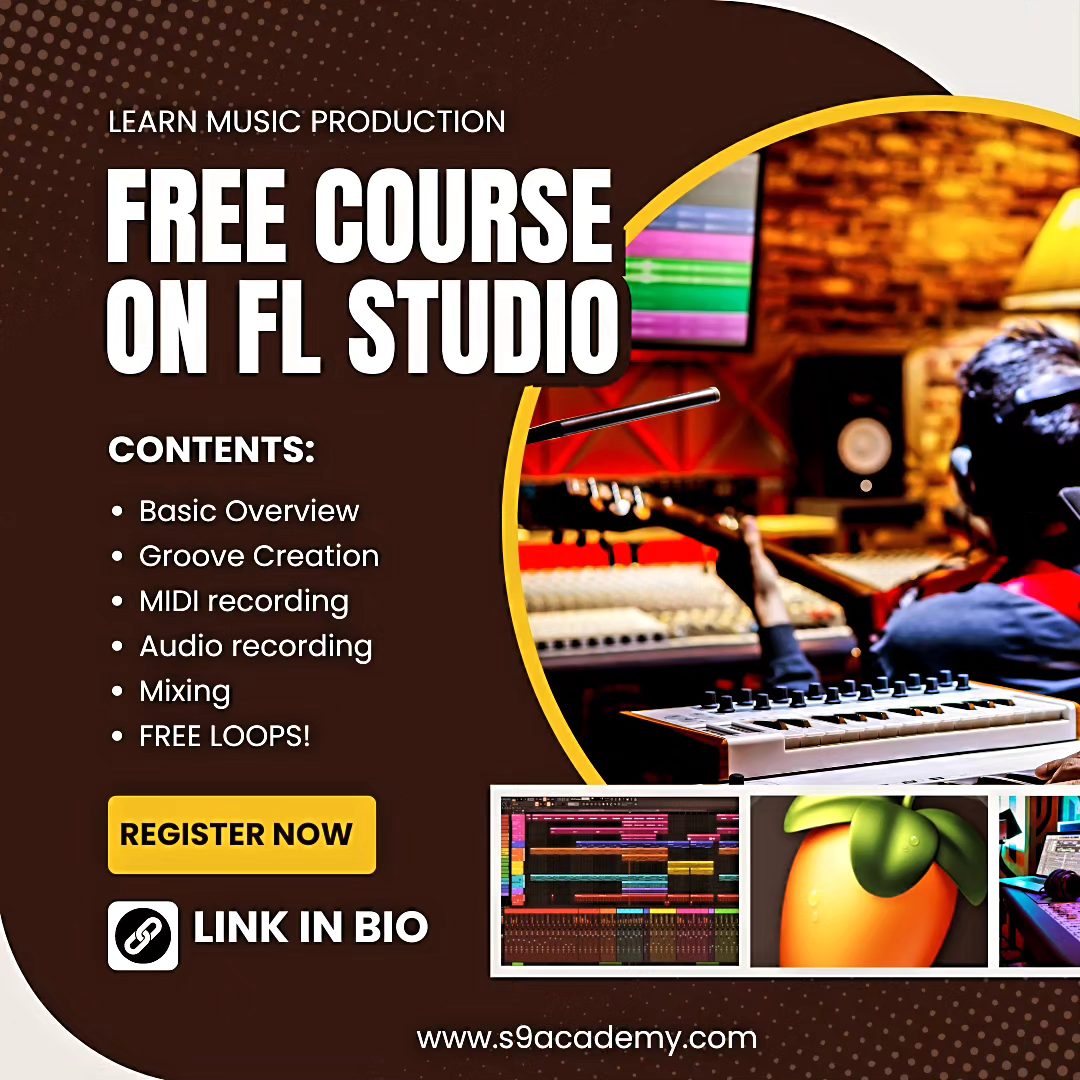 LEARN MUSIC PRODUCTION
FREE COURSE
ON FL STUDIO
CONTENTS:
• Basic Overview
• Groove Creation
• MIDI recording
• Audio recording
• Mixing
• FREE LOOPS!
REGISTER NOW
LINK IN BIO
www.s9academy.com